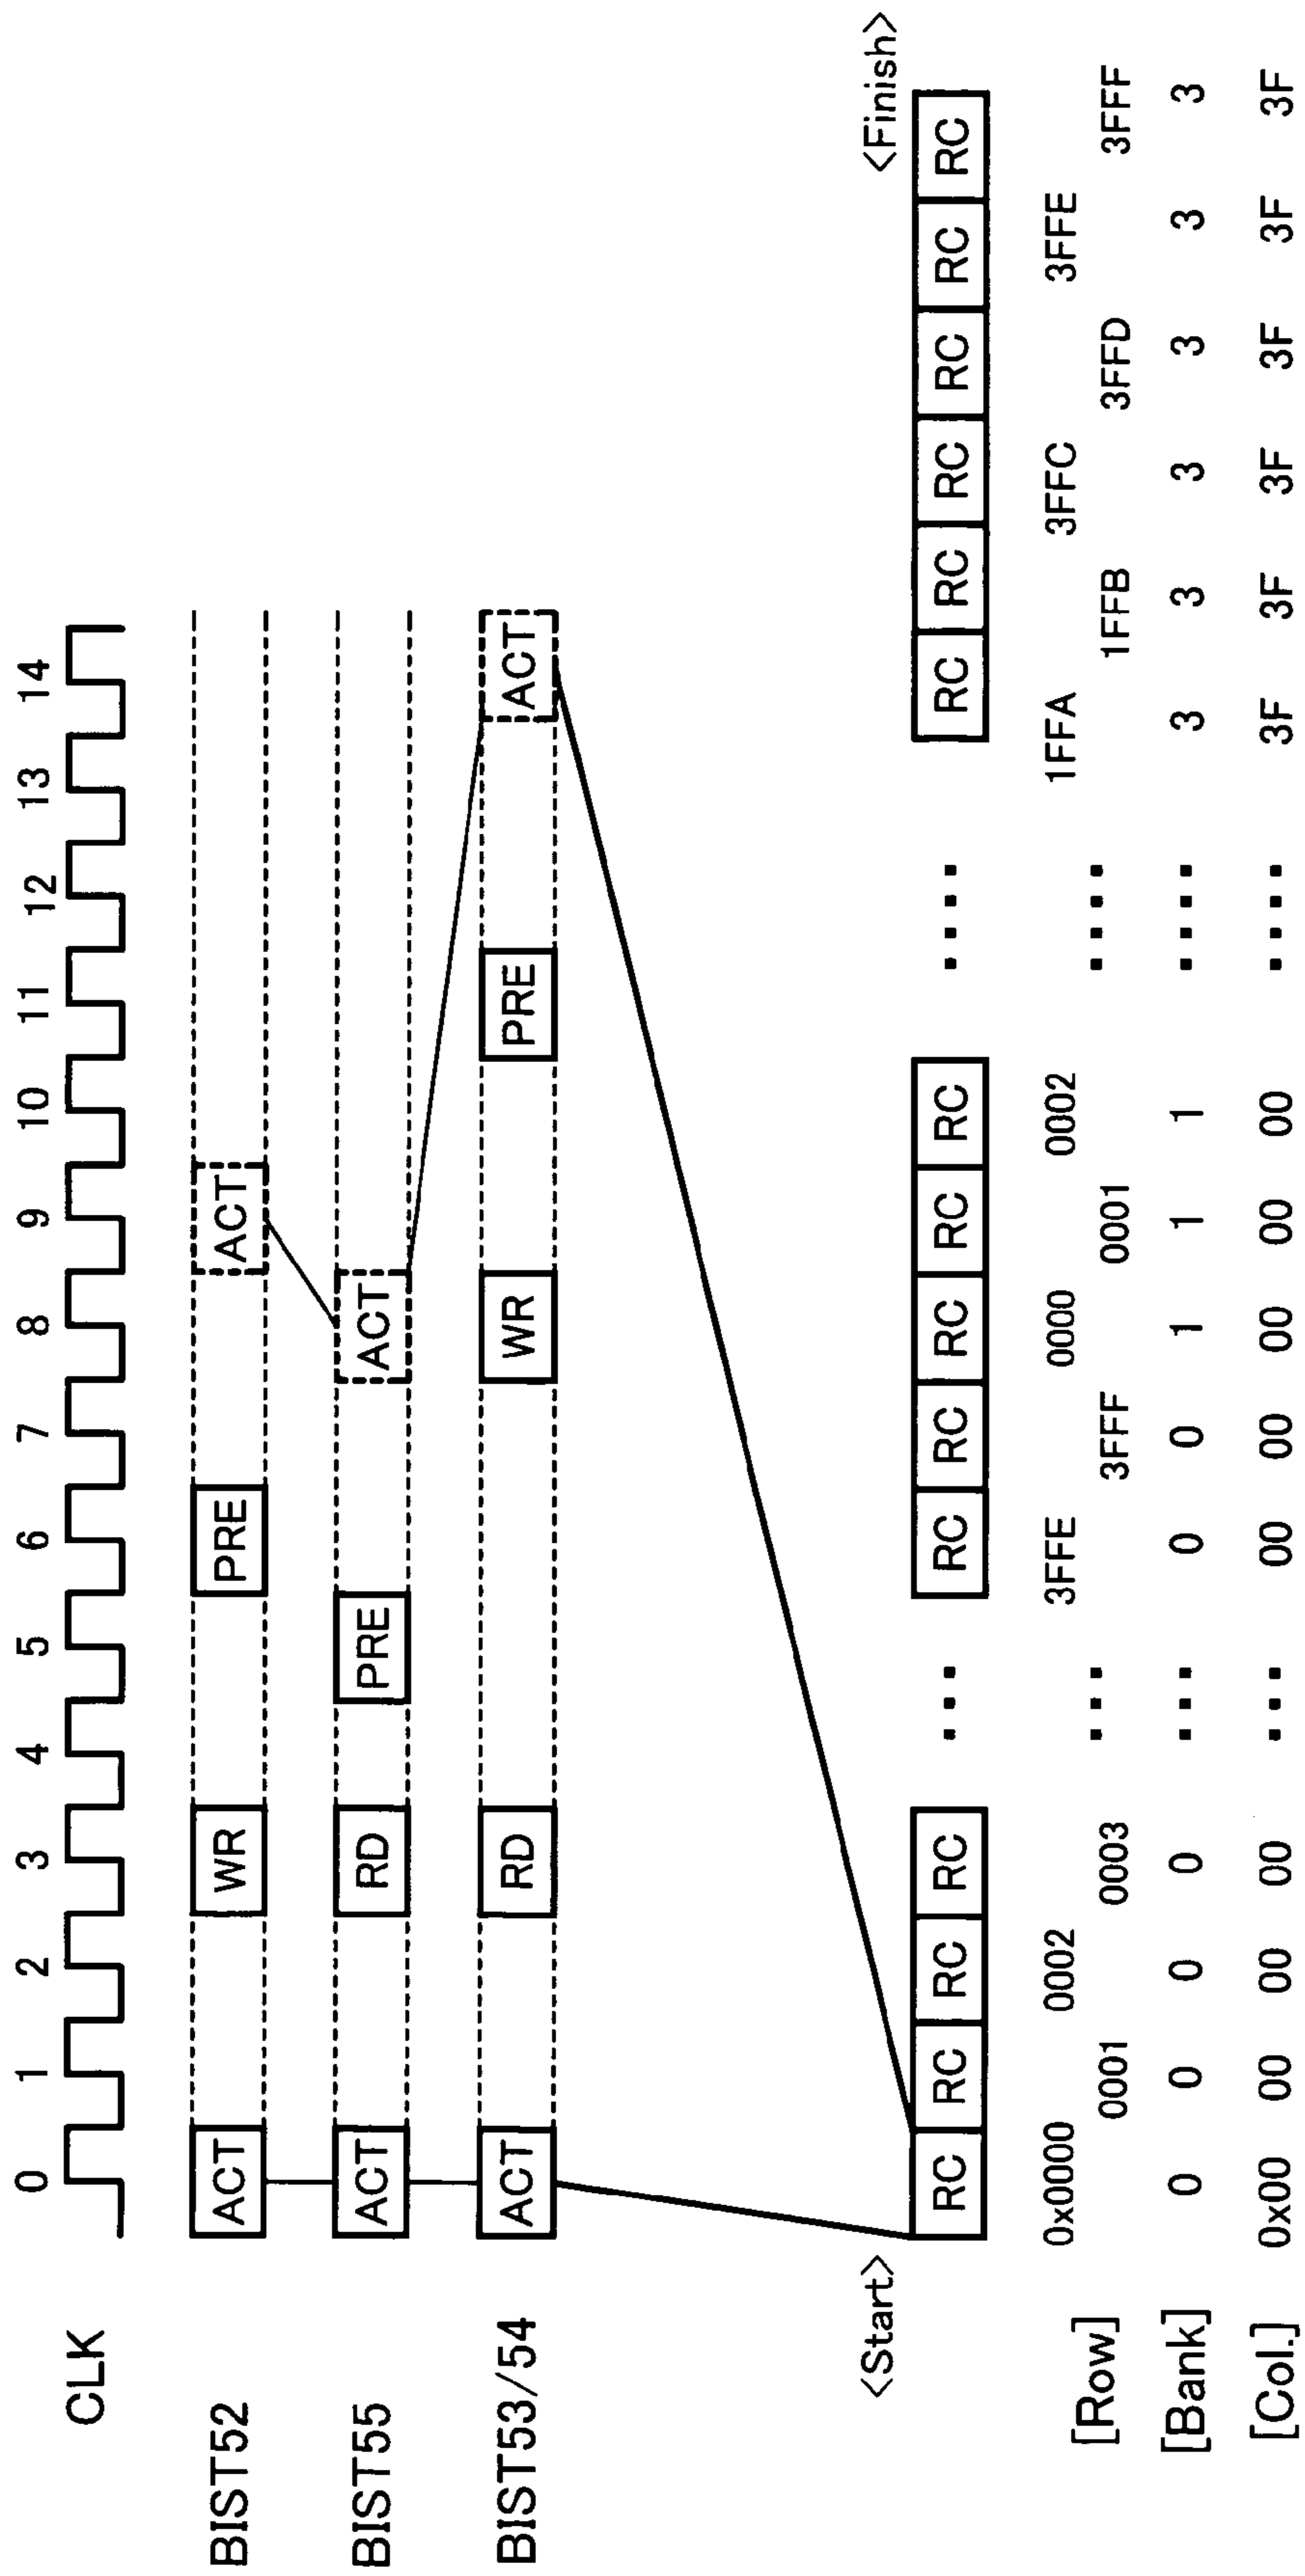 CLK 0 1 2 3 4 5 6 7 8 9 10 11 12 13 14
BIST52 ACT WR PRE ACT
BIST55 ACT RD PRE ACT
BIST53/54 ACT RD WR PRE ACT
<Start> <Finish>
RC RC RC RC ... RC RC RC RC RC .... RC RC RC RC RC RC
[Row] 0x0000 0001 0002 0003 ... 3FFE 3FFF 0000 0001 0002 .... 1FFA 1FFB 3FFC 3FFD 3FFE 3FFF
[Bank] 0 0 0 0 ... 0 0 1 1 1 .... 3 3 3 3 3 3
[Col.] 0x00 00 00 00 ... 00 00 00 00 00 .... 3F 3F 3F 3F 3F 3F